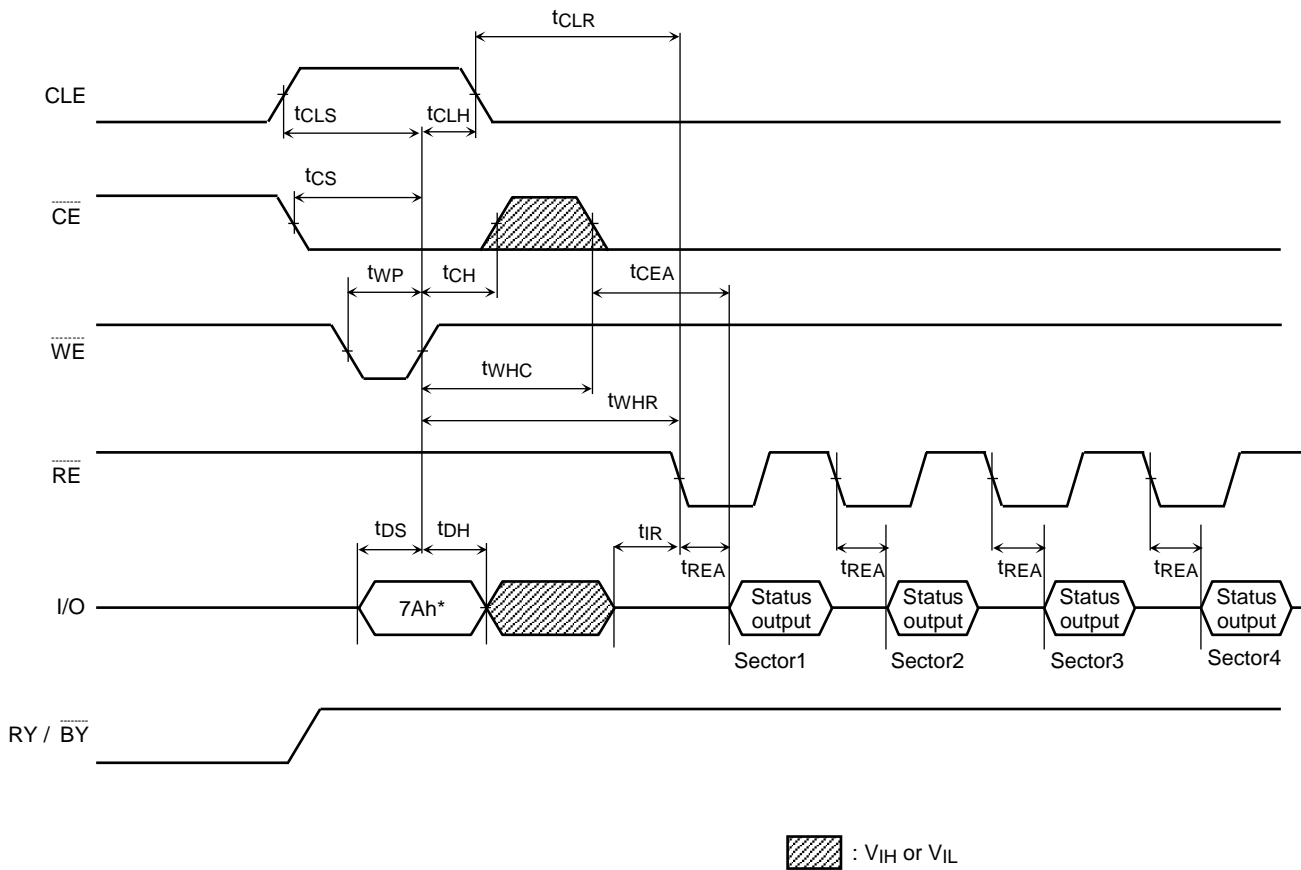 tCLR
CLE
tCLS
tCLH
tCS
CE
tWP
tCH
tCEA
WE
tWHC
tWHR
RE
tDS
tDH
tIR
tREA
tREA
tREA
tREA
I/O
7Ah*
Status
output
Status
output
Status
output
Status
output
Sector1
Sector2
Sector3
Sector4
RY / BY
: VIH or VIL